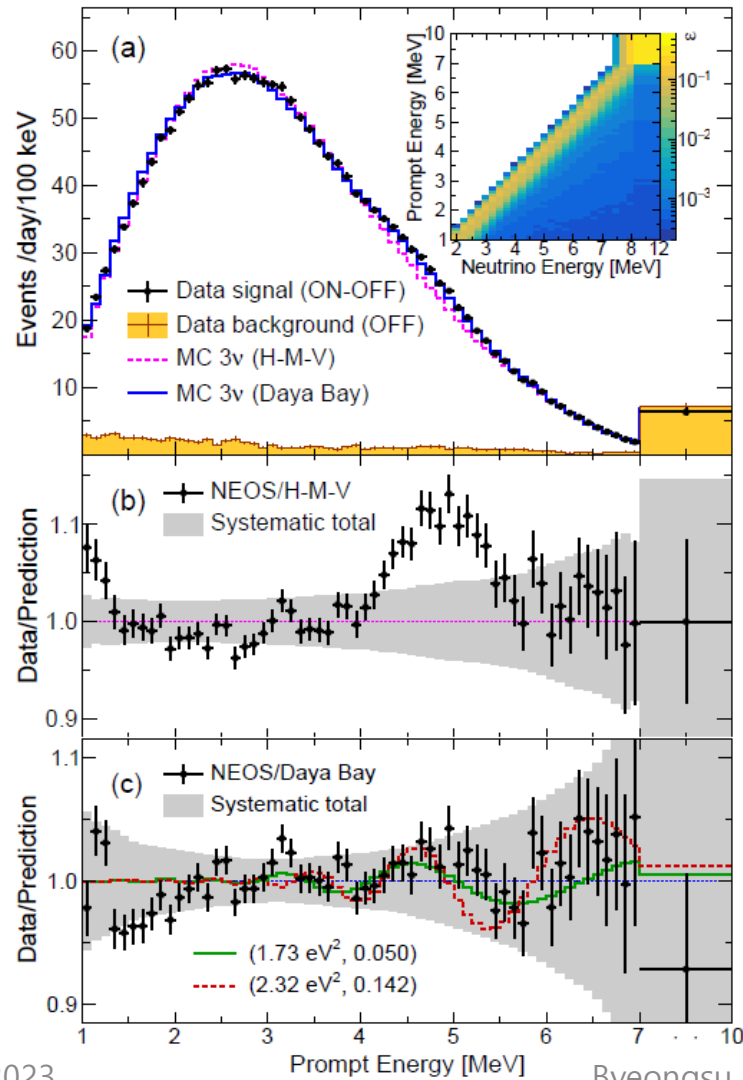 (a)
Events /day/100 keV
60
50
40
30
20
10
Data signal (ON-OFF)
Data background (OFF)
MC 3ν (H-M-V)
MC 3ν (Daya Bay)
Prompt Energy [MeV]
10
9
8
7
6
5
4
3
2
1
2 3 4 5 6 7 8 12
Neutrino Energy [MeV]
ε
10⁻¹
10⁻²
10⁻³
(b)
Data/Prediction
1.1
1.0
0.9
NEOS/H-M-V
Systematic total
(c)
Data/Prediction
1.1
1.0
0.9
NEOS/Daya Bay
Systematic total
(1.73 eV², 0.050)
(2.32 eV², 0.142)
1 2 3 4 5 6 7 · · 10
Prompt Energy [MeV]
2023
Byeongsu